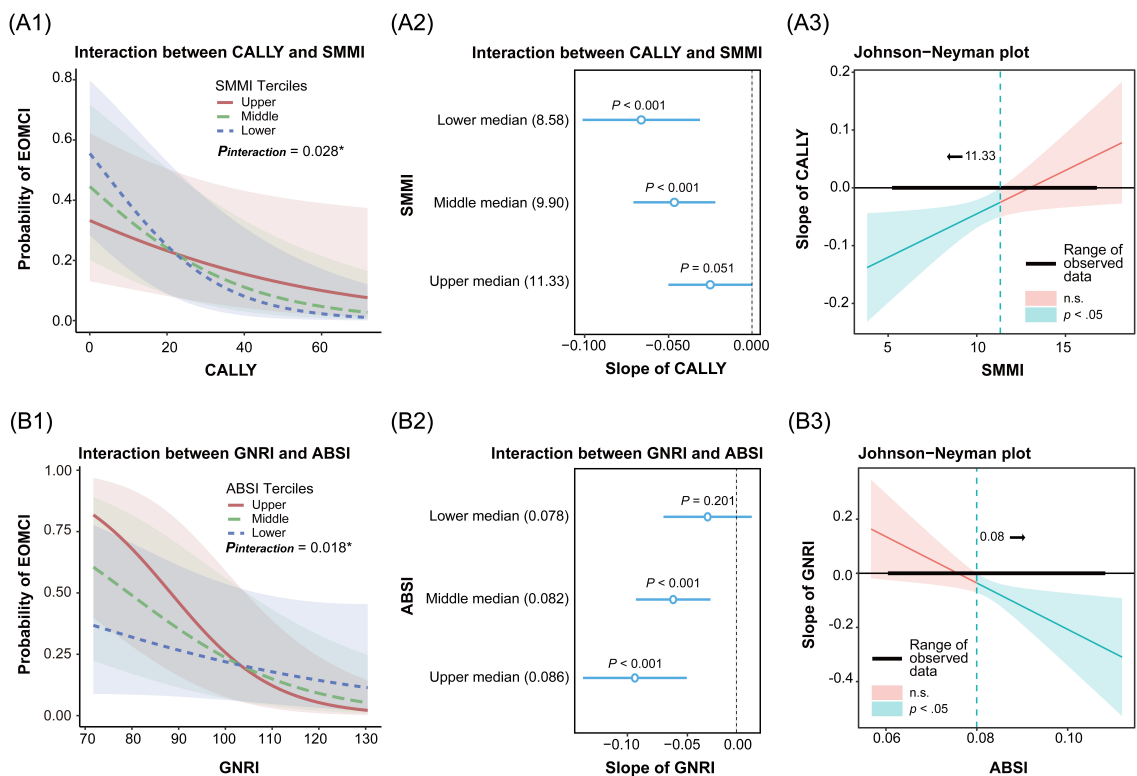 (A1)
Interaction between CALLY and SMMI
SMMI Terciles
Upper
Middle
Lower
Pinteraction = 0.028*
0.8
0.6
0.4
0.2
0.0
Probability of EOMCI
0 20 40 60
CALLY
(A2)
Interaction between CALLY and SMMI
SMMI
P < 0.001
Lower median (8.58)
P < 0.001
Middle median (9.90)
P = 0.051
Upper median (11.33)
−0.100 −0.050 0.000
Slope of CALLY
(A3)
Johnson−Neyman plot
0.2
0.1
0.0
-0.1
-0.2
Slope of CALLY
11.33
Range of
observed
data
n.s.
p < .05
5 10 15
SMMI
(B1)
Interaction between GNRI and ABSI
ABSI Terciles
Upper
Middle
Lower
Pinteraction = 0.018*
1.00
0.75
0.50
0.25
0.00
Probability of EOMCI
70 80 90 100 110 120 130
GNRI
(B2)
Interaction between GNRI and ABSI
ABSI
P = 0.201
Lower median (0.078)
P < 0.001
Middle median (0.082)
P < 0.001
Upper median (0.086)
−0.10 −0.05 0.00
Slope of GNRI
(B3)
Johnson−Neyman plot
0.2
0.0
-0.2
-0.4
Slope of GNRI
0.08
Range of
observed
data
n.s.
p < .05
0.06 0.08 0.10
ABSI